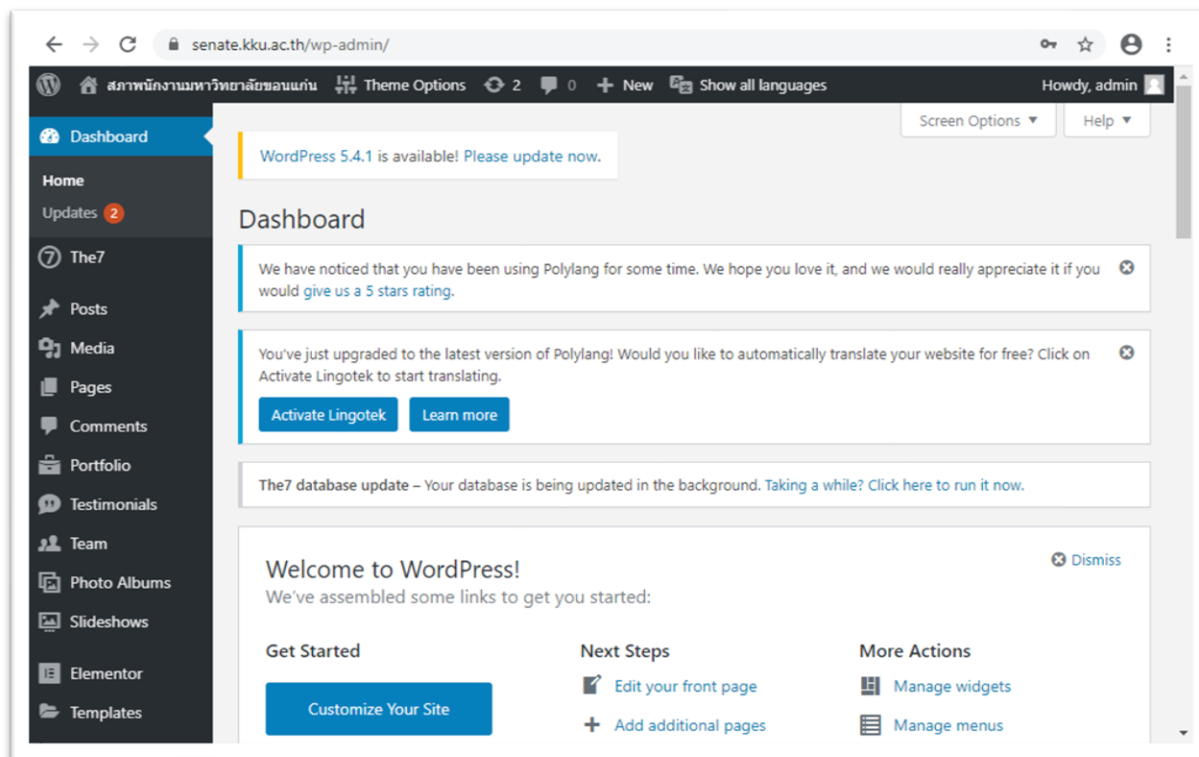 senate.kku.ac.th/wp-admin/
สภาพนักงานมหาวิทยาลัยขอนแก่น Theme Options 2 0 New Show all languages Howdy, admin
Screen Options Help
Dashboard
Home
Updates 2
The7
Posts
Media
Pages
Comments
Portfolio
Testimonials
Team
Photo Albums
Slideshows
Elementor
Templates
WordPress 5.4.1 is available! Please update now.
Dashboard
We have noticed that you have been using Polylang for some time. We hope you love it, and we would really appreciate it if you
would give us a 5 stars rating.
You've just upgraded to the latest version of Polylang! Would you like to automatically translate your website for free? Click on
Activate Lingotek to start translating.
Activate Lingotek Learn more
The7 database update – Your database is being updated in the background. Taking a while? Click here to run it now.
Welcome to WordPress!
Dismiss
We've assembled some links to get you started:
Get Started
Customize Your Site
Next Steps
Edit your front page
Add additional pages
More Actions
Manage widgets
Manage menus